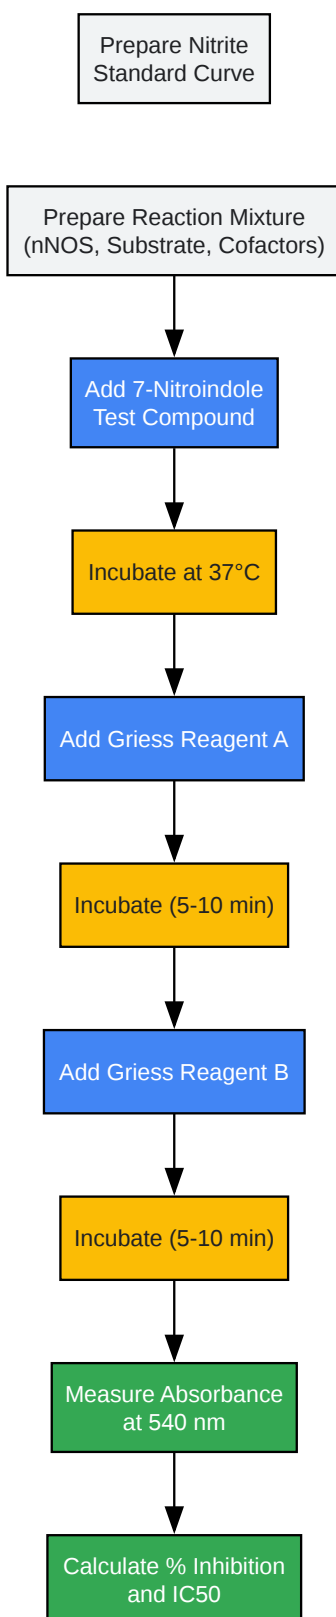 Prepare Nitrite
Standard Curve
Prepare Reaction Mixture
(nNOS, Substrate, Cofactors)
Add 7-Nitroindole
Test Compound
Incubate at 37°C
Add Griess Reagent A
Incubate (5-10 min)
Add Griess Reagent B
Incubate (5-10 min)
Measure Absorbance
at 540 nm
Calculate % Inhibition
and IC50